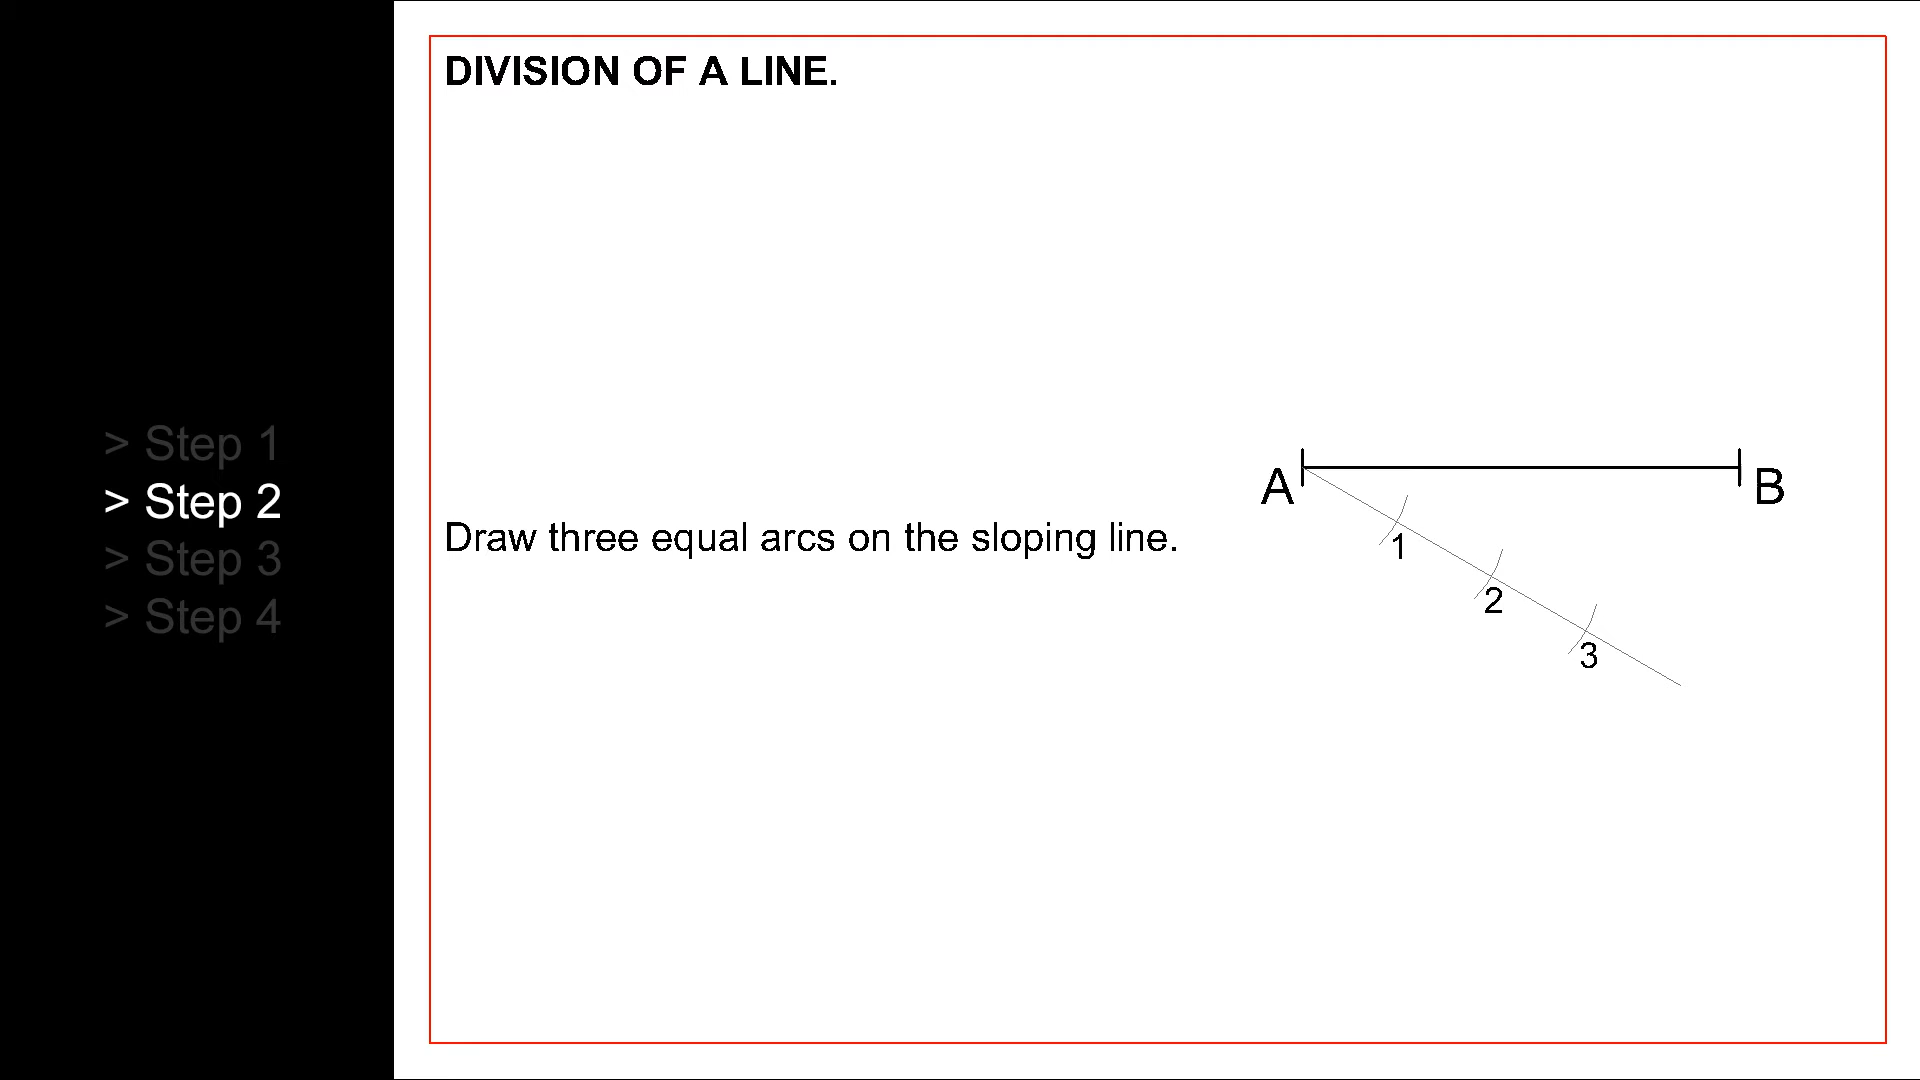 DIVISION OF A LINE.
> Step 1
> Step 2
> Step 3
> Step 4
Draw three equal arcs on the sloping line.
A
B
1
2
3